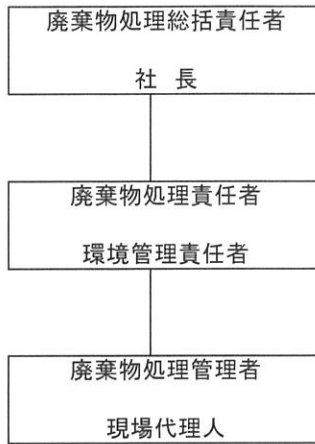 廃棄物処理総括責任者
社 長
廃棄物処理責任者
環境管理責任者
廃棄物処理管理者
現場代理人